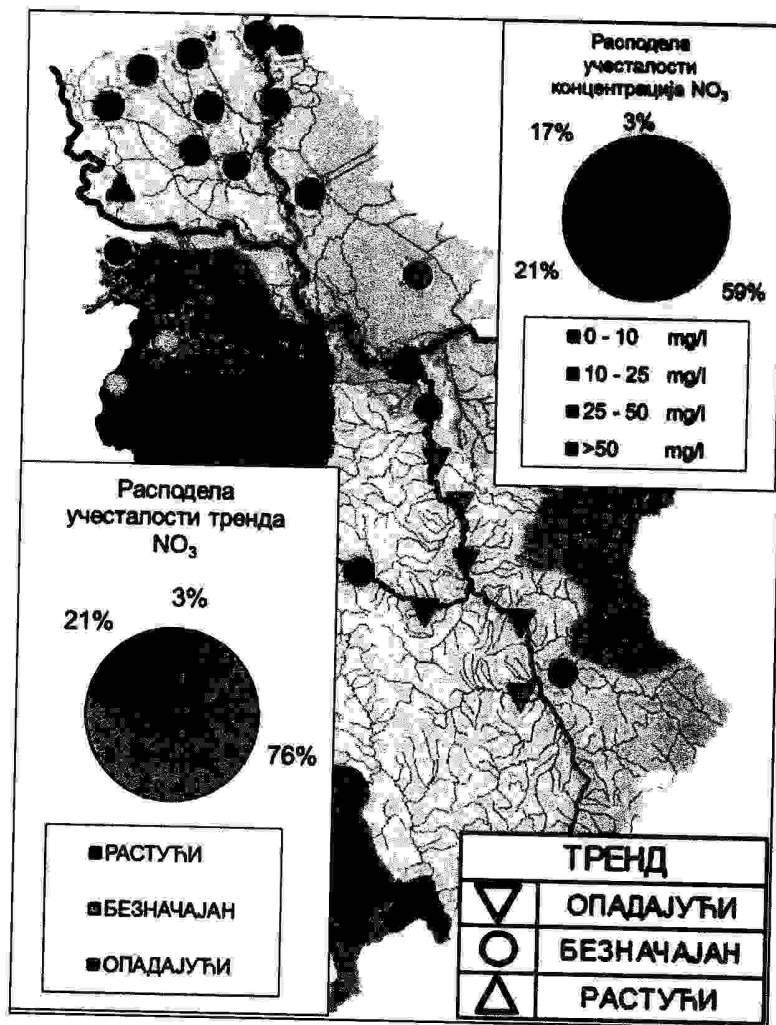 Расподела
учесталости
концентрација NO₃
17%
3%
21%
59%
0 - 10 mg/l
10 - 25 mg/l
25 - 50 mg/l
>50 mg/l
Расподела
учесталости тренда
NO₃
3%
21%
76%
РАСТУЋИ
БЕЗНАЧАЈАН
ОПАДАЈУЋИ
ТРЕНД
ОПАДАЈУЋИ
БЕЗНАЧАЈАН
РАСТУЋИ